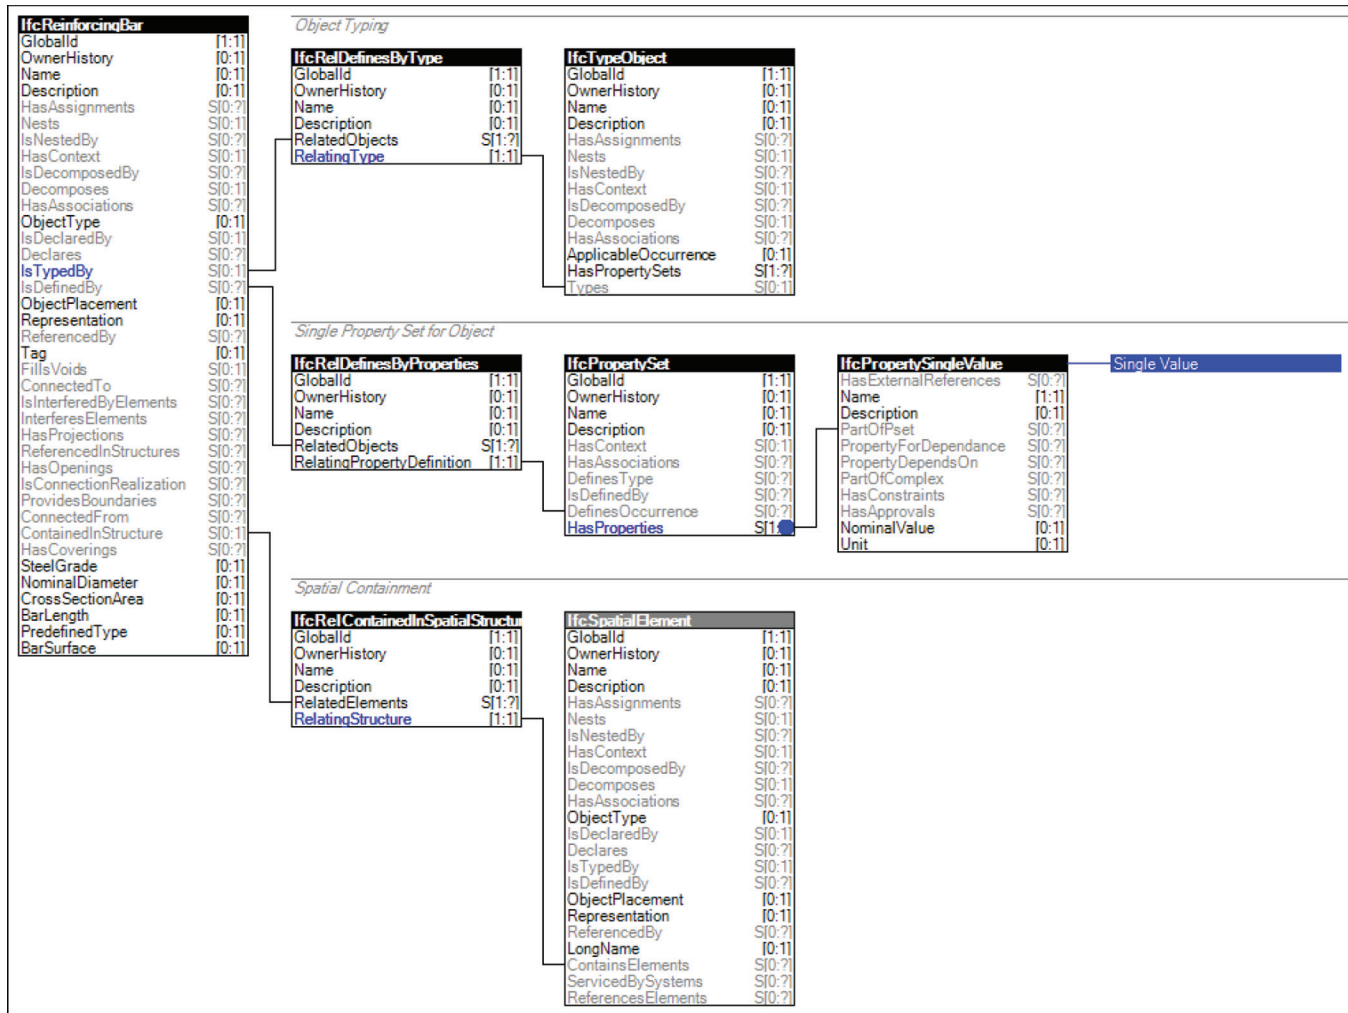 IfcReinforcingBar
GlobalId [1:1]
OwnerHistory [0:1]
Name [0:1]
Description [0:1]
HasAssignments S[0:?]
Nests S[0:1]
IsNestedBy S[0:?]
HasContext S[0:1]
IsDecomposedBy S[0:?]
Decomposes S[0:1]
HasAssociations S[0:?]
ObjectType [0:1]
IsDeclaredBy S[0:1]
Declares S[0:?]
IsTypedBy S[0:1]
IsDefinedBy S[0:?]
ObjectPlacement [0:1]
Representation [0:1]
ReferencedBy S[0:?]
Tag [0:1]
FillsVoids S[0:1]
ConnectedTo S[0:?]
IsInterferedByElements S[0:?]
InterferesElements S[0:?]
HasProjections S[0:?]
ReferencedInStructures S[0:?]
HasOpenings S[0:?]
IsConnectionRealization S[0:?]
ProvidesBoundaries S[0:?]
ConnectedFrom S[0:?]
ContainedInStructure S[0:1]
HasCoverings S[0:?]
SteelGrade [0:1]
NominalDiameter [0:1]
CrossSectionArea [0:1]
BarLength [0:1]
PredefinedType [0:1]
BarSurface [0:1]
Object Typing
IfcRelDefinesByType
GlobalId [1:1]
OwnerHistory [0:1]
Name [0:1]
Description [0:1]
RelatedObjects S[1:?]
RelatingType [1:1]
IfcTypeObject
GlobalId [1:1]
OwnerHistory [0:1]
Name [0:1]
Description [0:1]
HasAssignments S[0:?]
Nests S[0:1]
IsNestedBy S[0:?]
HasContext S[0:1]
IsDecomposedBy S[0:?]
Decomposes S[0:1]
HasAssociations S[0:?]
ApplicableOccurrence [0:1]
HasPropertySets S[1:?]
Types S[0:1]
Single Property Set for Object
IfcRelDefinesByProperties
GlobalId [1:1]
OwnerHistory [0:1]
Name [0:1]
Description [0:1]
RelatedObjects S[1:?]
RelatingPropertyDefinition [1:1]
IfcPropertySet
GlobalId [1:1]
OwnerHistory [0:1]
Name [0:1]
Description [0:1]
HasContext S[0:1]
HasAssociations S[0:?]
DefinesType S[0:?]
IsDefinedBy S[0:?]
DefinesOccurrence S[0:?]
HasProperties S[1:
IfcPropertySingleValue
HasExternalReferences S[0:?]
Name [1:1]
Description [0:1]
PartOfPset S[0:?]
PropertyForDependance S[0:?]
PropertyDependsOn S[0:?]
PartOfComplex S[0:?]
HasConstraints S[0:?]
HasApprovals S[0:?]
NominalValue [0:1]
Unit [0:1]
Single Value
Spatial Containment
IfcRelContainedInSpatialStructur
GlobalId [1:1]
OwnerHistory [0:1]
Name [0:1]
Description [0:1]
RelatedElements S[1:?]
RelatingStructure [1:1]
IfcSpatialElement
GlobalId [1:1]
OwnerHistory [0:1]
Name [0:1]
Description [0:1]
HasAssignments S[0:?]
Nests S[0:1]
IsNestedBy S[0:?]
HasContext S[0:1]
IsDecomposedBy S[0:?]
Decomposes S[0:1]
HasAssociations S[0:?]
ObjectType [0:1]
IsDeclaredBy S[0:1]
Declares S[0:?]
IsTypedBy S[0:1]
IsDefinedBy S[0:?]
ObjectPlacement [0:1]
Representation [0:1]
ReferencedBy S[0:?]
LongName [0:1]
ContainsElements S[0:?]
ServicedBySystems S[0:?]
ReferencesElements S[0:?]